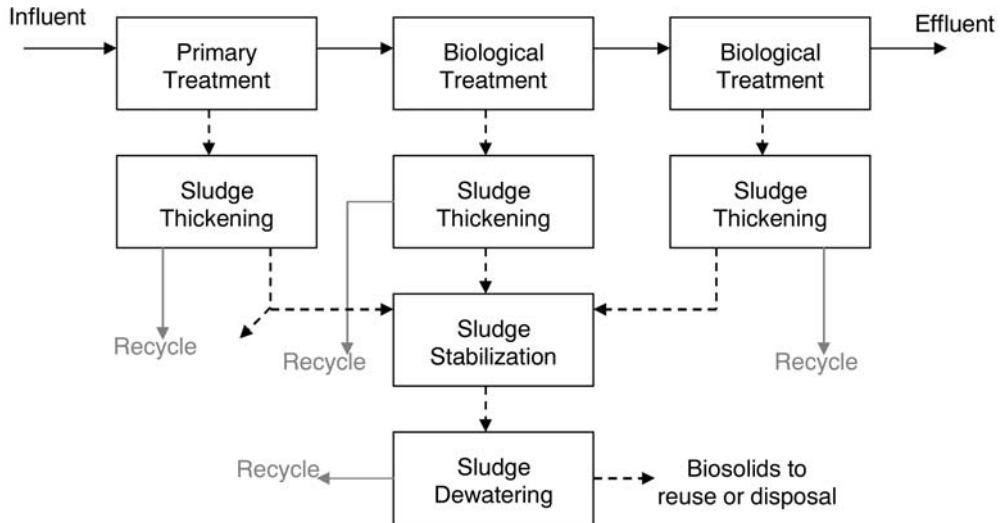 Influent
Effluent
Primary
Treatment
Biological
Treatment
Biological
Treatment
Sludge
Thickening
Sludge
Thickening
Sludge
Thickening
Recycle
Recycle
Sludge
Stabilization
Recycle
Recycle
Sludge
Dewatering
Biosolids to
reuse or disposal